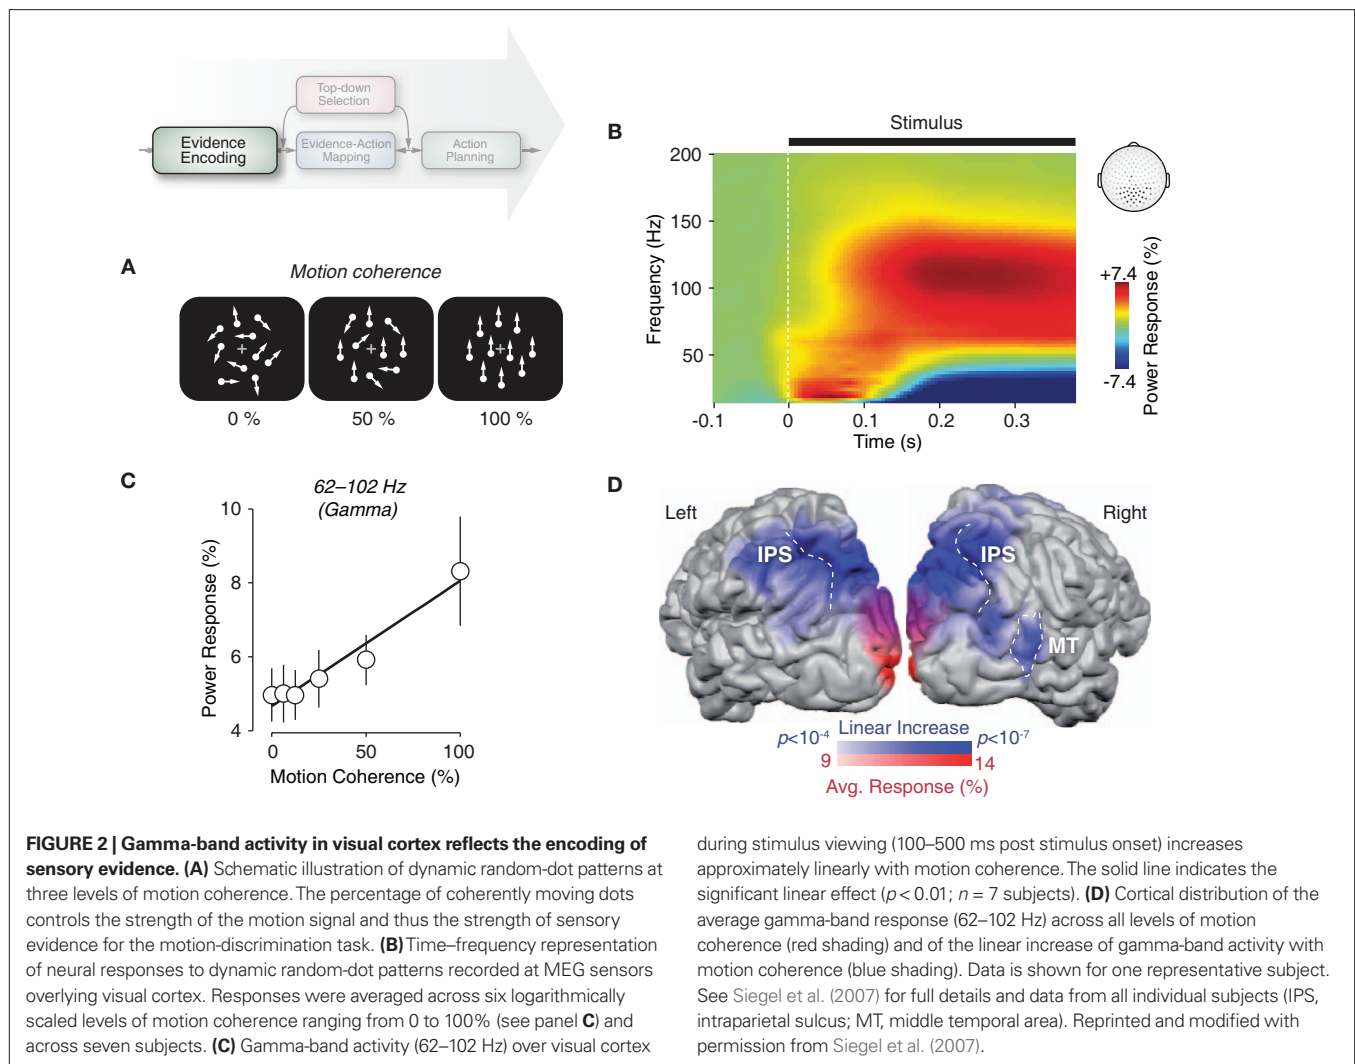 Top-down
Selection
Evidence
Encoding
Evidence-Action
Mapping
Action
Planning
A
Motion coherence
0 %
50 %
100 %
B
Stimulus
200
150
100
50
Frequency (Hz)
-0.1
0
0.1
0.2
0.3
Time (s)
+7.4
-7.4
Power Response (%)
C
62–102 Hz
(Gamma)
10
8
6
4
Power Response (%)
0
50
100
Motion Coherence (%)
D
Left
Right
IPS
IPS
MT
Linear Increase
p<10-4
p<10-7
9
14
Avg. Response (%)
FIGURE 2 | Gamma-band activity in visual cortex reflects the encoding of
sensory evidence. (A) Schematic illustration of dynamic random-dot patterns at
three levels of motion coherence. The percentage of coherently moving dots
controls the strength of the motion signal and thus the strength of sensory
evidence for the motion-discrimination task. (B) Time–frequency representation
of neural responses to dynamic random-dot patterns recorded at MEG sensors
overlying visual cortex. Responses were averaged across six logarithmically
scaled levels of motion coherence ranging from 0 to 100% (see panel C) and
across seven subjects. (C) Gamma-band activity (62–102 Hz) over visual cortex
during stimulus viewing (100–500 ms post stimulus onset) increases
approximately linearly with motion coherence. The solid line indicates the
significant linear effect (p < 0.01; n = 7 subjects). (D) Cortical distribution of the
average gamma-band response (62–102 Hz) across all levels of motion
coherence (red shading) and of the linear increase of gamma-band activity with
motion coherence (blue shading). Data is shown for one representative subject.
See Siegel et al. (2007) for full details and data from all individual subjects (IPS,
intraparietal sulcus; MT, middle temporal area). Reprinted and modified with
permission from Siegel et al. (2007).